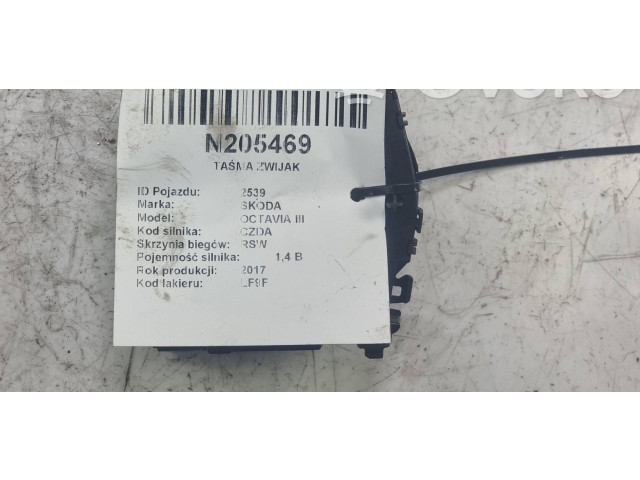 N205469
TAŚMA ZWIJAK
ID Pojazdu: 2539
Marka: SKODA
Model: OCTAVIA III
Kod silnika: CZDA
Skrzynia biegów: RSW
Pojemność silnika: 1,4 B
Rok produkcji: 2017
Kod lakieru: LF9F